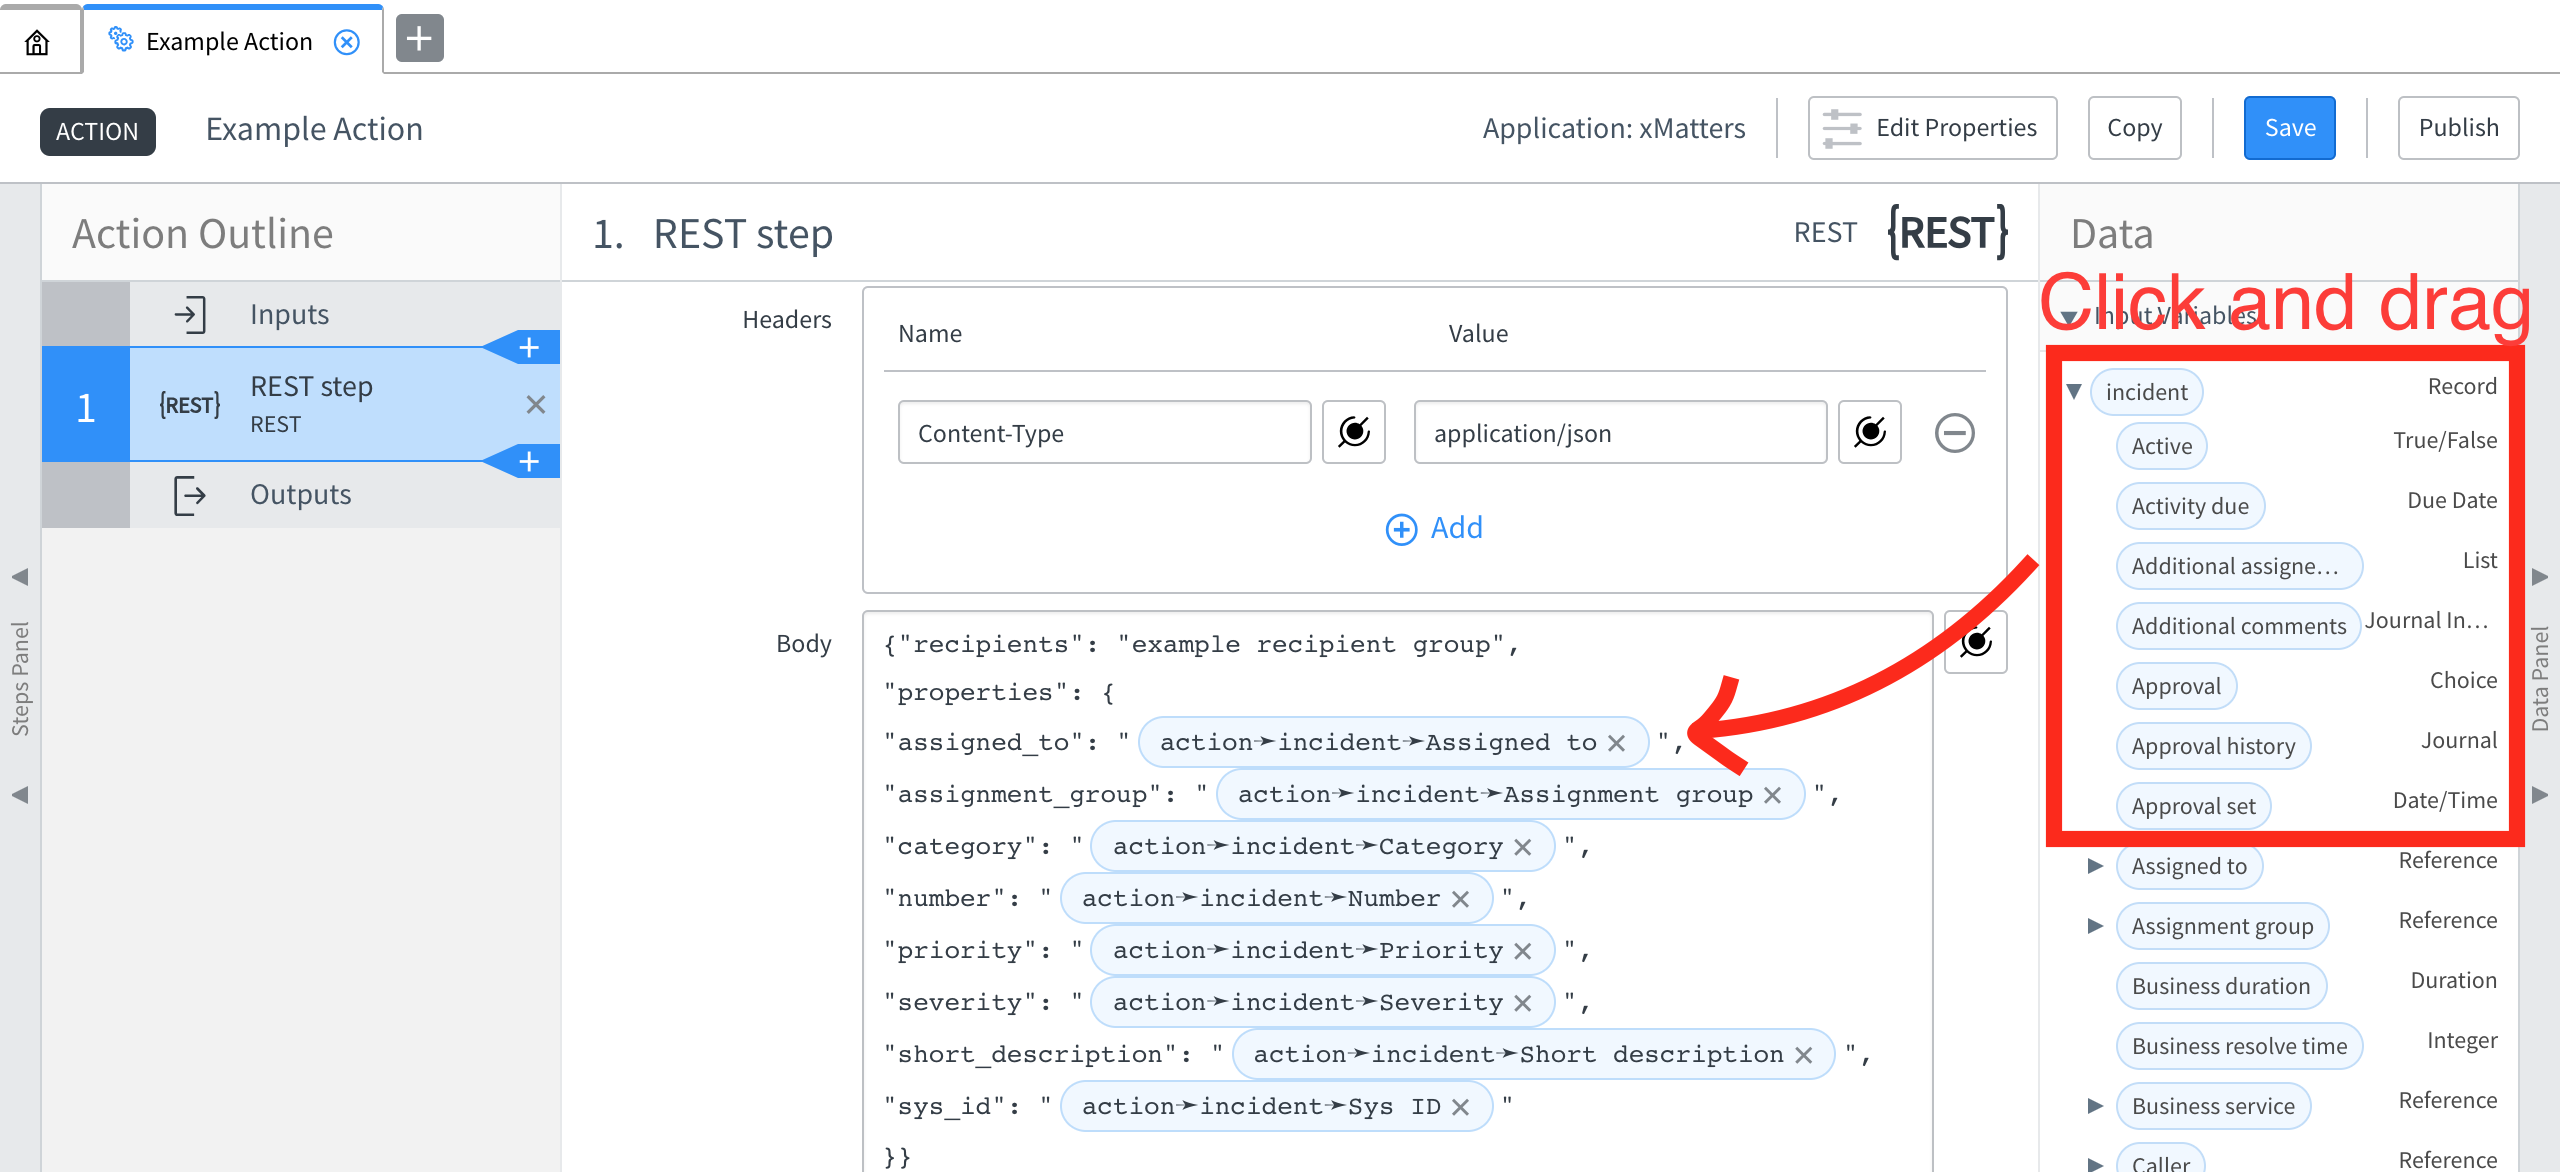 Example Action
ACTION
Example Action
Application: xMatters
Edit Properties
Copy
Save
Publish
Action Outline
Inputs
1
{REST}
REST step
REST
Outputs
Steps Panel
1. REST step
REST
{REST}
Headers
Name
Value
Content-Type
application/json
Add
Body
{"recipients": "example recipient group",
"properties": {
"assigned_to": " action➛incident➛Assigned to ✕ ",
"assignment_group": " action➛incident➛Assignment group ✕ ",
"category": " action➛incident➛Category ✕ ",
"number": " action➛incident➛Number ✕ ",
"priority": " action➛incident➛Priority ✕ ",
"severity": " action➛incident➛Severity ✕ ",
"short_description": " action➛incident➛Short description ✕ ",
"sys_id": " action➛incident➛Sys ID ✕ "
}}
Data
Click and drag
Input Variables
incident Record
Active True/False
Activity due Due Date
Additional assigne... List
Additional comments Journal In...
Approval Choice
Approval history Journal
Approval set Date/Time
Assigned to Reference
Assignment group Reference
Business duration Duration
Business resolve time Integer
Business service Reference
Caller Reference
Data Panel